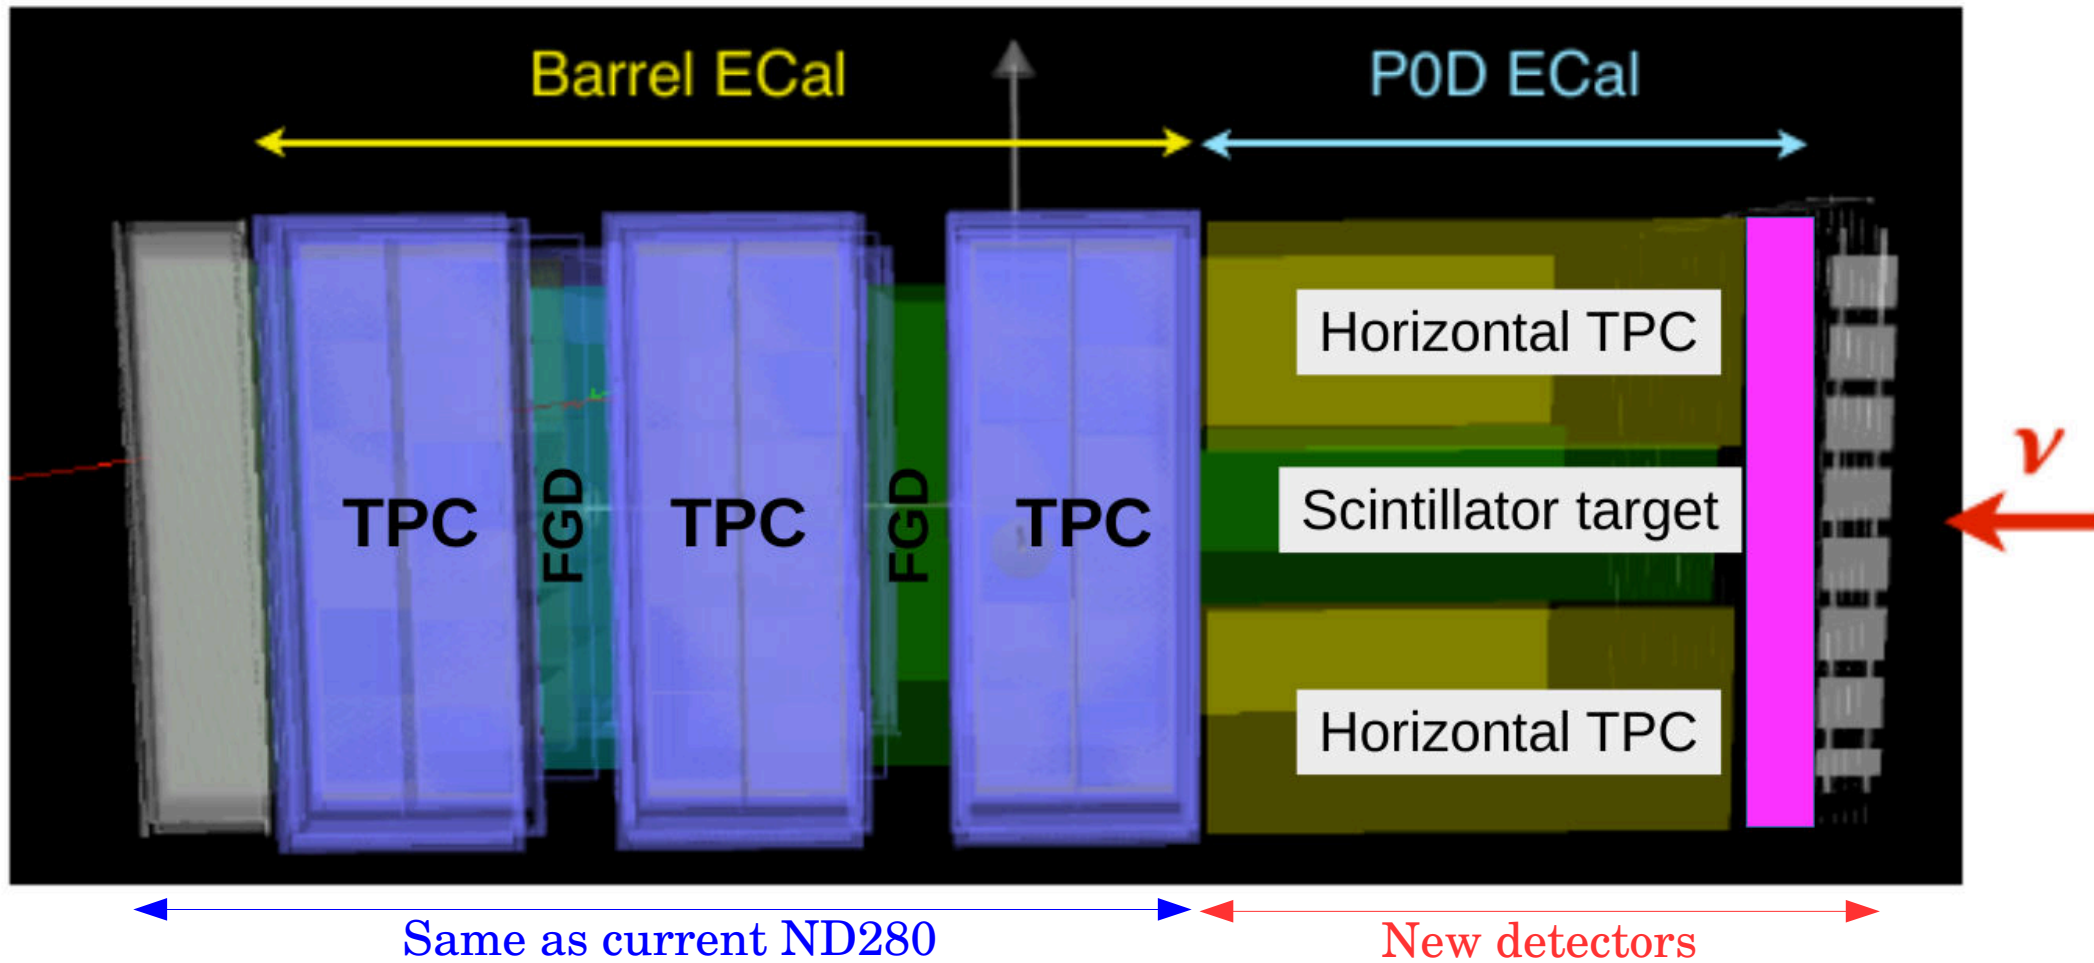 Barrel ECal
P0D ECal
ν
Horizontal TPC
Scintillator target
Horizontal TPC
TPC
FGD
TPC
FGD
TPC
Same as current ND280
New detectors